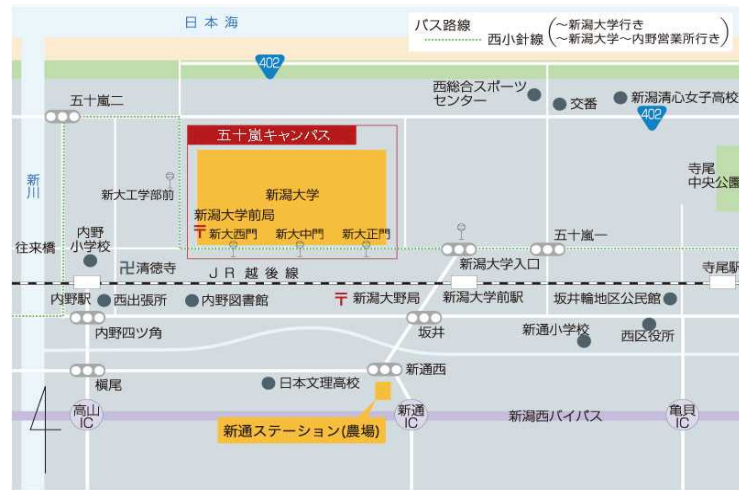 日本海
バス路線
西小針線
〜新潟大学行き
〜新潟大学〜内野営業所行き
402
西総合スポーツ
センター
交番
新潟清心女子高校
402
五十嵐二
五十嵐キャンパス
新潟大学
寺尾
中央公園
新川
新大工学部前
新潟大学前局
新大西門
新大中門
新大正門
往来橋
内野
小学校
卍清徳寺
JR越後線
新潟大学入口
五十嵐一
寺尾駅
内野駅
西出張所
内野図書館
〒
新潟大野局
新潟大学前駅
坂井輪地区公民館
内野四ツ角
坂井
新通小学校
西区役所
槇尾
日本文理高校
新通西
高山
IC
新通ステーション(農場)
新通
IC
新潟西バイパス
亀貝
IC